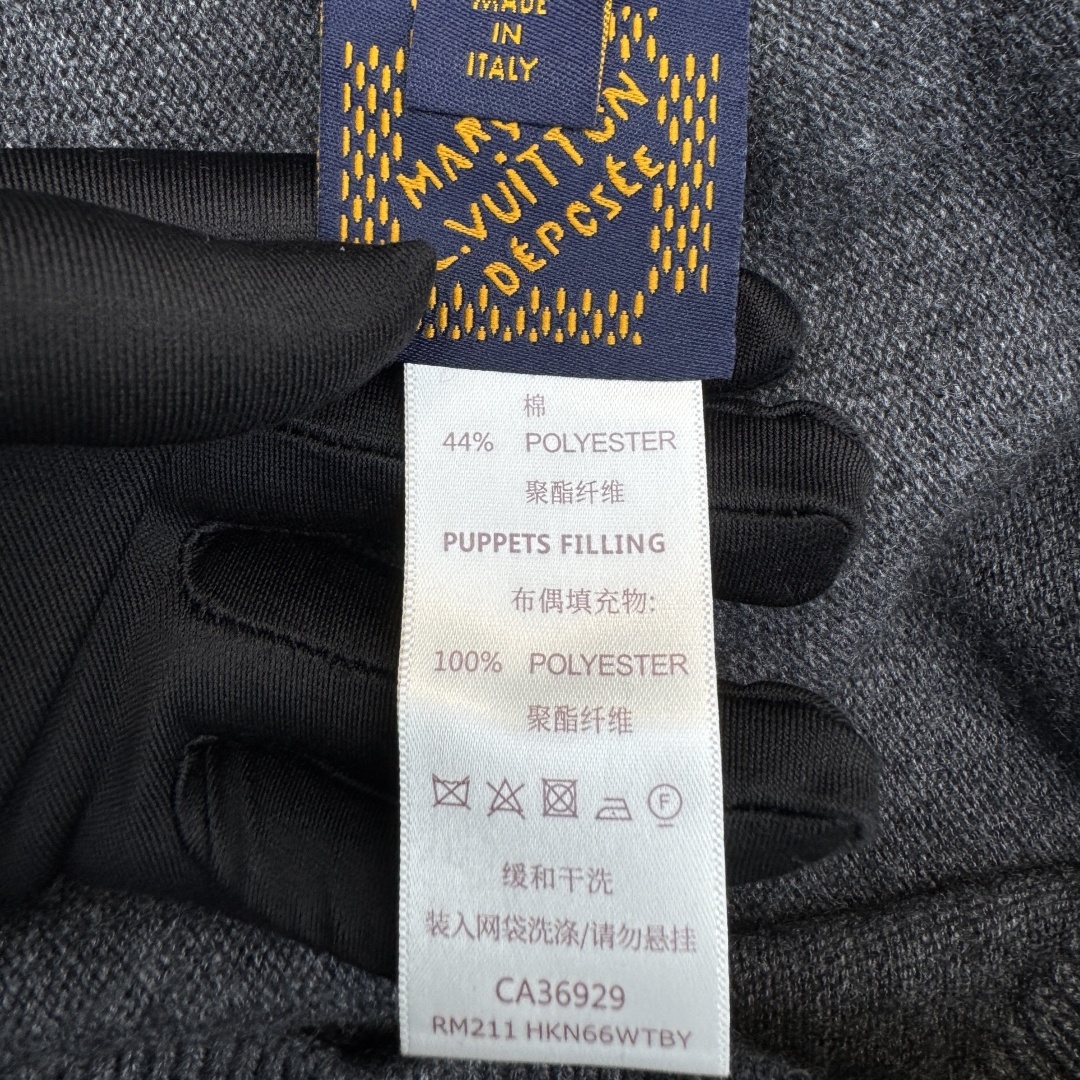 MADE
IN
ITALY
L.VUITTON
DÉPOSÉE
棉
44% POLYESTER
聚酯纤维
PUPPETS FILLING
布偶填充物:
100% POLYESTER
聚酯纤维
F
缓和干洗
装入网袋洗涤/请勿悬挂
CA36929
RM211 HKN66WTBY